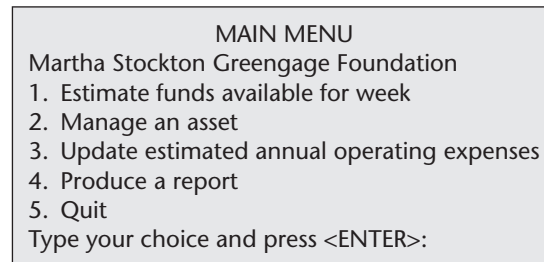 MAIN MENU
Martha Stockton Greengage Foundation
1. Estimate funds available for week
2. Manage an asset
3. Update estimated annual operating expenses
4. Produce a report
5. Quit
Type your choice and press <ENTER>: